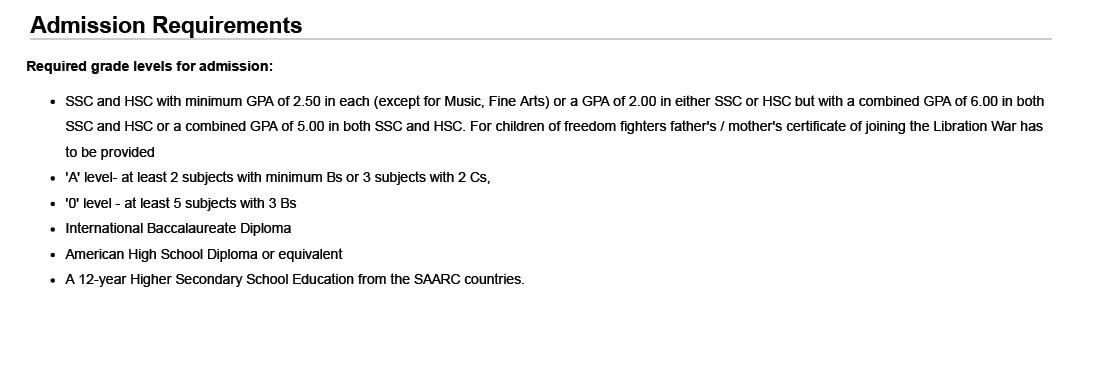 Admission Requirements
Required grade levels for admission:
• SSC and HSC with minimum GPA of 2.50 in each (except for Music, Fine Arts) or a GPA of 2.00 in either SSC or HSC but with a combined GPA of 6.00 in both
SSC and HSC or a combined GPA of 5.00 in both SSC and HSC. For children of freedom fighters father's / mother's certificate of joining the Libration War has
to be provided
• 'A' level- at least 2 subjects with minimum Bs or 3 subjects with 2 Cs,
• '0' level - at least 5 subjects with 3 Bs
• International Baccalaureate Diploma
• American High School Diploma or equivalent
• A 12-year Higher Secondary School Education from the SAARC countries.